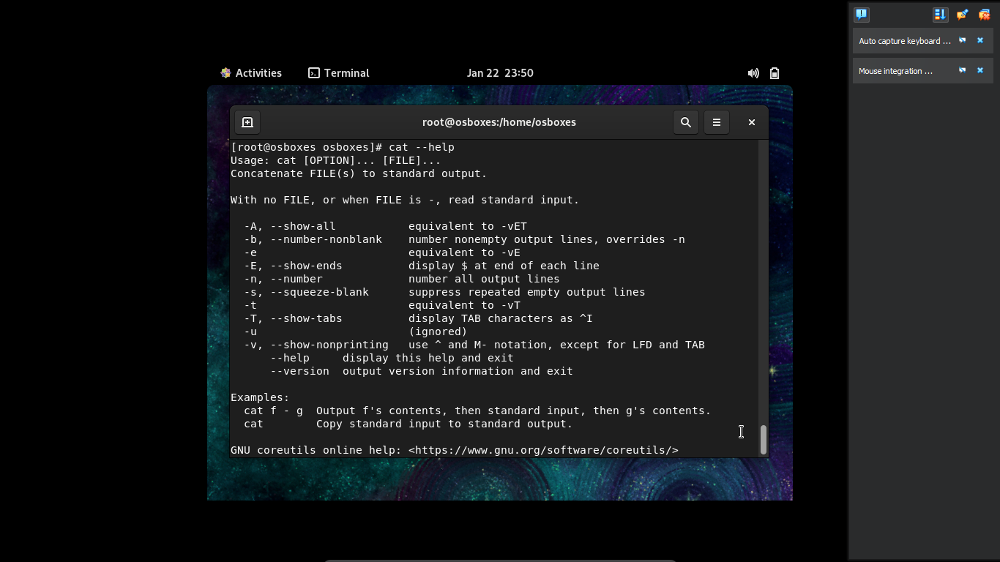 Activities
Terminal
Jan 22 23:50
root@osboxes:/home/osboxes
[root@osboxes osboxes]# cat --help
Usage: cat [OPTION]... [FILE]...
Concatenate FILE(s) to standard output.
With no FILE, or when FILE is -, read standard input.
-A, --show-all equivalent to -vET
-b, --number-nonblank number nonempty output lines, overrides -n
-e equivalent to -vE
-E, --show-ends display $ at end of each line
-n, --number number all output lines
-s, --squeeze-blank suppress repeated empty output lines
-t equivalent to -vT
-T, --show-tabs display TAB characters as ^I
-u (ignored)
-v, --show-nonprinting use ^ and M- notation, except for LFD and TAB
--help display this help and exit
--version output version information and exit
Examples:
cat f - g Output f's contents, then standard input, then g's contents.
cat Copy standard input to standard output.
GNU coreutils online help: <https://www.gnu.org/software/coreutils/>
Auto capture keyboard ...
Mouse integration ...